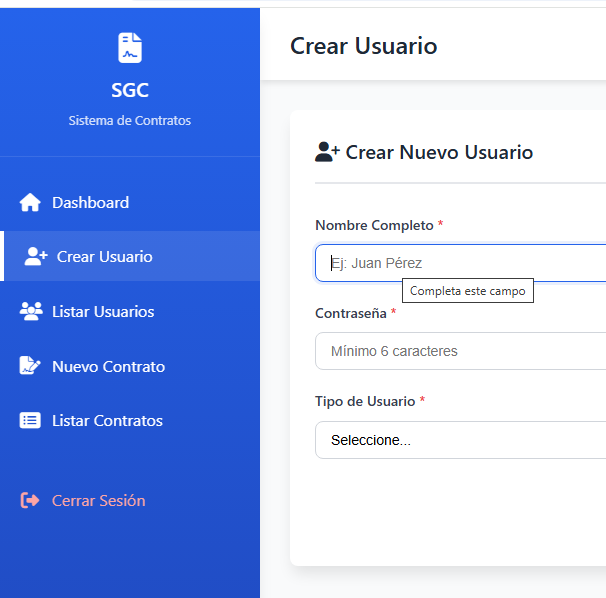 SGC
Sistema de Contratos
Dashboard
Crear Usuario
Listar Usuarios
Nuevo Contrato
Listar Contratos
Cerrar Sesión
Crear Usuario
Crear Nuevo Usuario
Nombre Completo *
Ej: Juan Pérez
Completa este campo
Contraseña *
Mínimo 6 caracteres
Tipo de Usuario *
Seleccione...